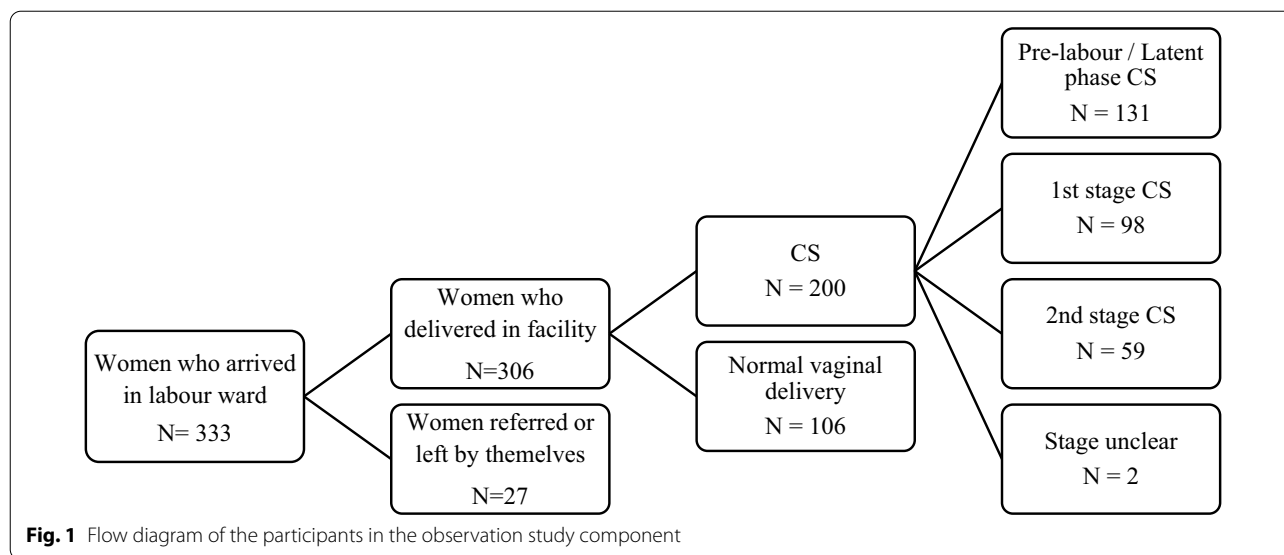 Women who arrived
in labour ward
N= 333
Women who
delivered in facility
N=306
Women referred or
left by themelves
N=27
CS
N = 200
Normal vaginal
delivery
N = 106
Pre-labour / Latent
phase CS
N = 131
1st stage CS
N = 98
2nd stage CS
N = 59
Stage unclear
N = 2
Fig. 1 Flow diagram of the participants in the observation study component